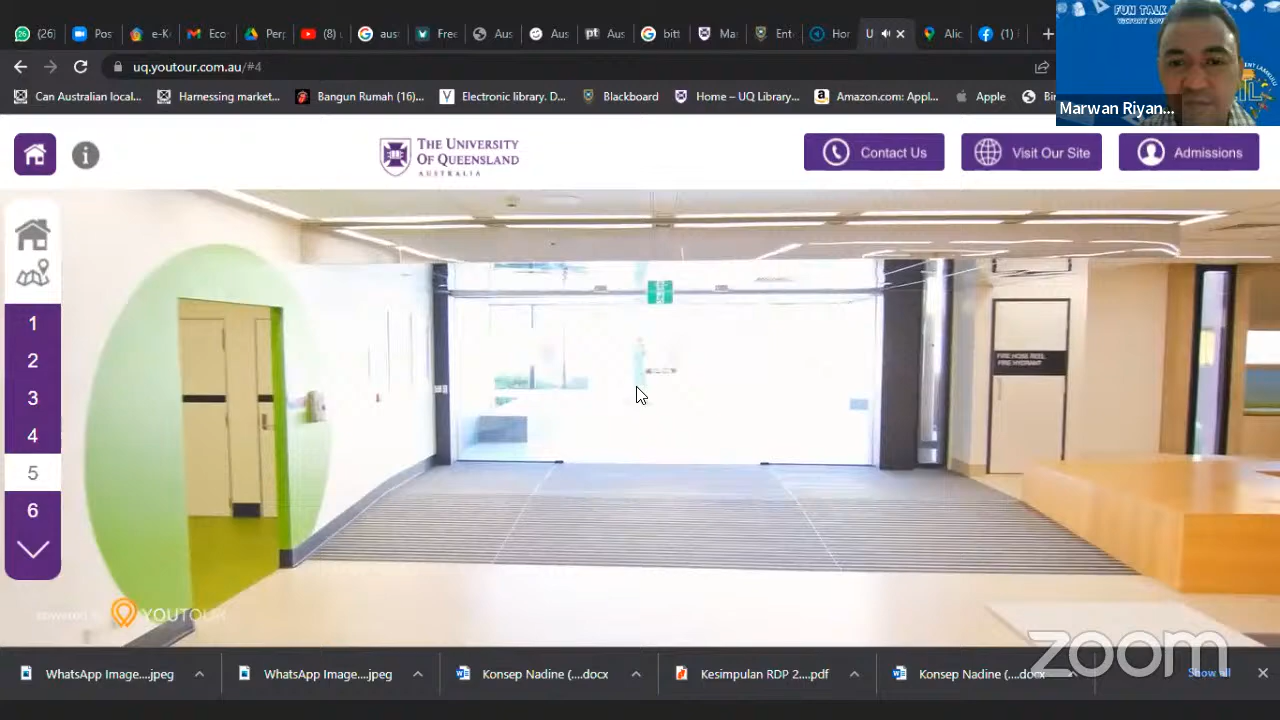 (26)
Pos
e-K
Eco
Per
(8)
aus
Free
Aus
Aus
Aus
bitt
Ma
Ent
Hor
U
Alic
(1)
FUN TALK
uq.youtour.com.au/#4
Can Australian local...
Harnessing market...
Bangun Rumah (16)...
Electronic library. D...
Blackboard
Home – UQ Library...
Amazon.com: Appl...
Apple
Marwan Riyan...
THE UNIVERSITY
OF QUEENSLAND
AUSTRALIA
Contact Us
Visit Our Site
Admissions
1
2
3
4
5
6
FIRE HOSE REEL
FIRE HYDRANT
powered by
YOUTOUR
zoom
WhatsApp Image....jpeg
WhatsApp Image....jpeg
Konsep Nadine (....docx
Kesimpulan RDP 2....pdf
Konsep Nadine (....docx
Show all